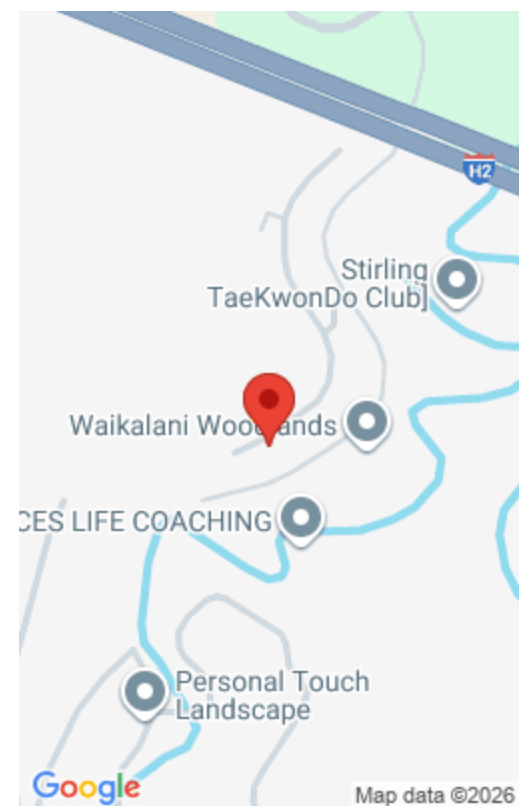 H2
Stirling
TaeKwonDo Club]
Waikalani Woodlands
CES LIFE COACHING
Personal Touch
Landscape
Google
Map data ©2026